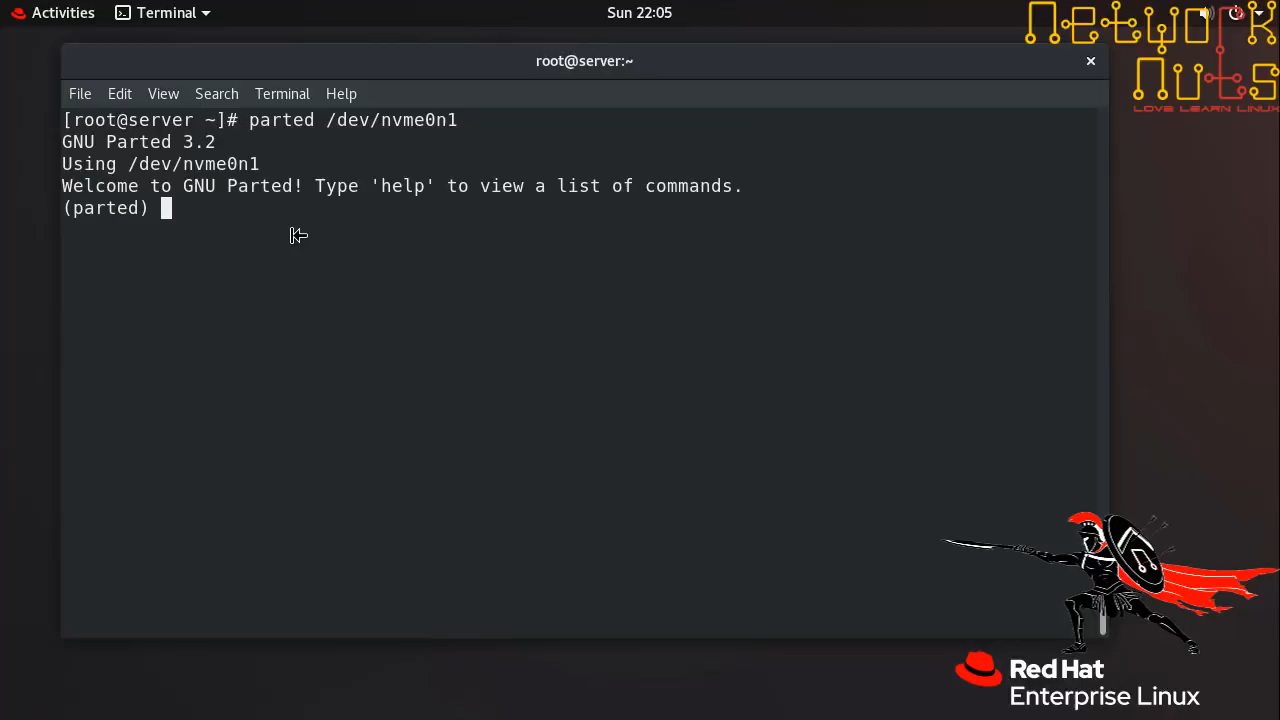 Activities
Terminal
Sun 22:05
Network
Nuts
LOVE LEARN LINUX
root@server:~
×
File Edit View Search Terminal Help
[root@server ~]# parted /dev/nvme0n1
GNU Parted 3.2
Using /dev/nvme0n1
Welcome to GNU Parted! Type 'help' to view a list of commands.
(parted)
Red Hat
Enterprise Linux